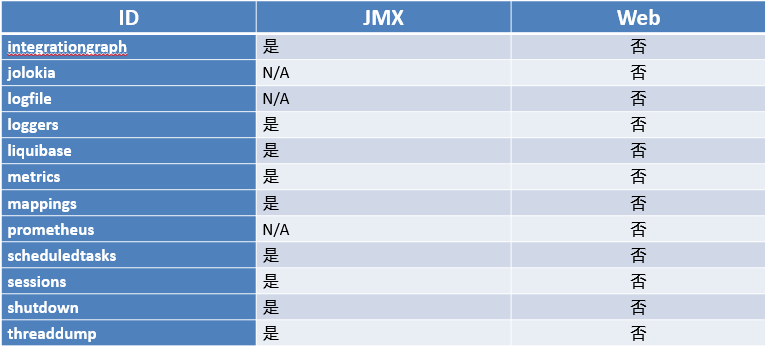 ID JMX Web
integrationgraph 是 否
jolokia N/A 否
logfile N/A 否
loggers 是 否
liquibase 是 否
metrics 是 否
mappings 是 否
prometheus N/A 否
scheduledtasks 是 否
sessions 是 否
shutdown 是 否
threaddump 是 否